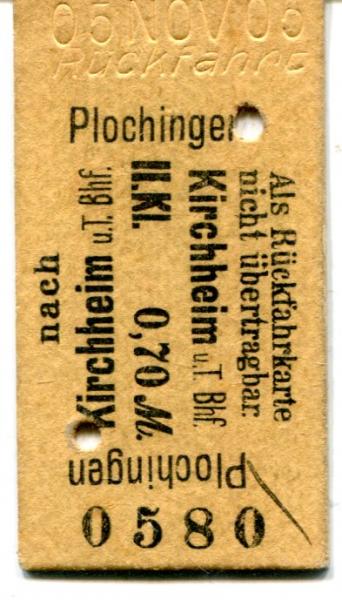 05 NOV 05
Rückfahrt
Plochingen
Als Rückfahrkarte
nicht übertragbar.
Kirchheim u.T. Bhf.
II.Kl. 0,70 M.
Kirchheim u.T. Bhf.
nach
Plochingen
0580